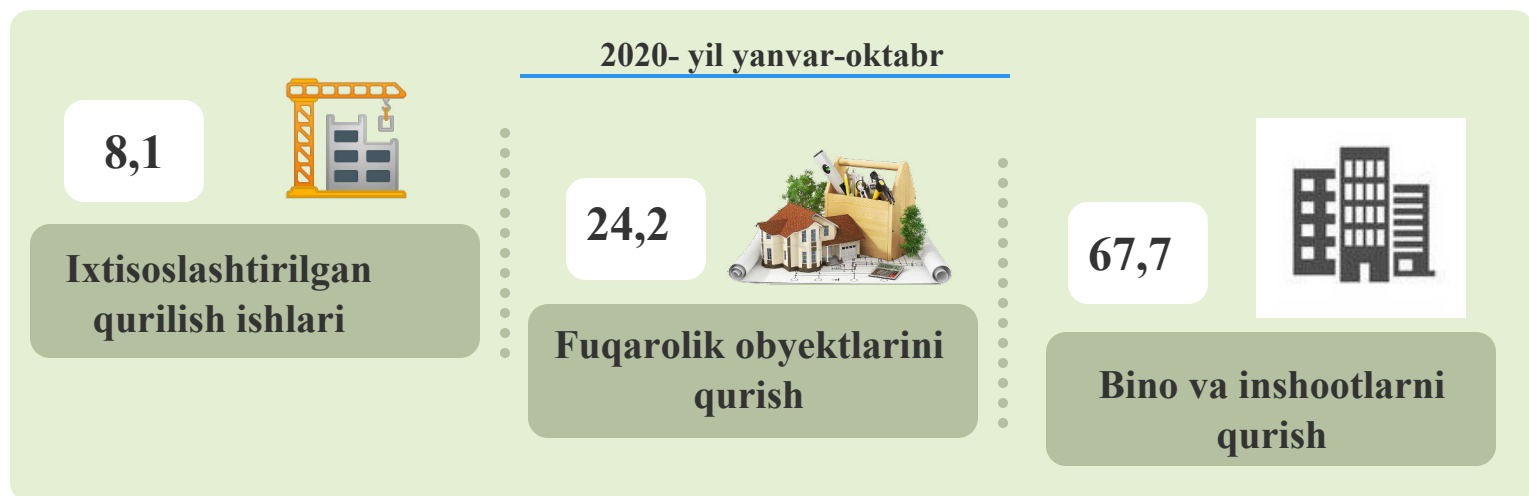 2020- yil yanvar-oktabr
8,1
Ixtisoslashtirilgan
qurilish ishlari
24,2
Fuqarolik obyektlarini
qurish
67,7
Bino va inshootlarni
qurish